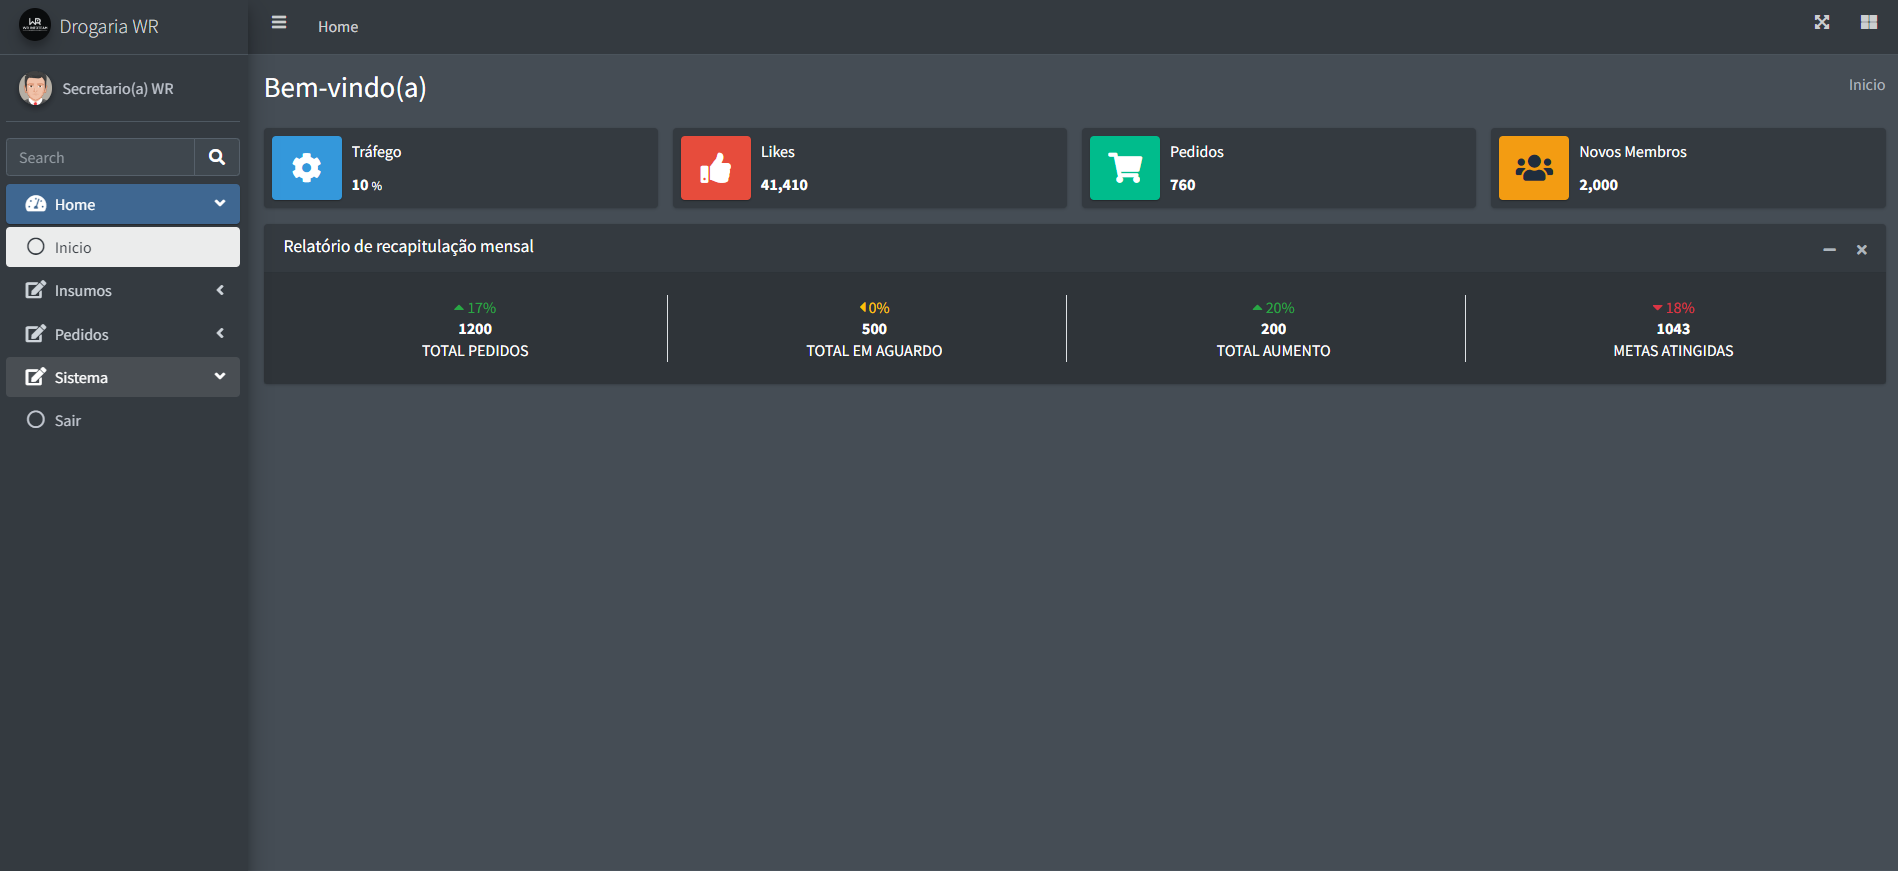 Drogaria WR
Home
Secretario(a) WR
Search
Home
Inicio
Insumos
Pedidos
Sistema
Sair
Bem-vindo(a)
Inicio
Tráfego
10 %
Likes
41,410
Pedidos
760
Novos Membros
2,000
Relatório de recapitulação mensal
17%
1200
TOTAL PEDIDOS
0%
500
TOTAL EM AGUARDO
20%
200
TOTAL AUMENTO
18%
1043
METAS ATINGIDAS